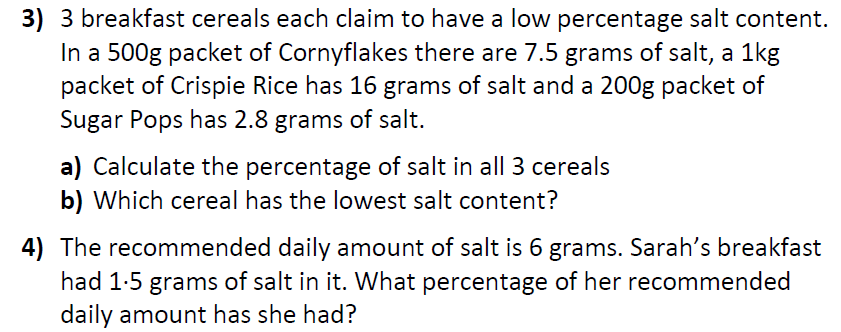 3) 3 breakfast cereals each claim to have a low percentage salt content.
In a 500g packet of Cornyflakes there are 7.5 grams of salt, a 1kg
packet of Crispie Rice has 16 grams of salt and a 200g packet of
Sugar Pops has 2.8 grams of salt.
a) Calculate the percentage of salt in all 3 cereals
b) Which cereal has the lowest salt content?
4) The recommended daily amount of salt is 6 grams. Sarah’s breakfast
had 1·5 grams of salt in it. What percentage of her recommended
daily amount has she had?